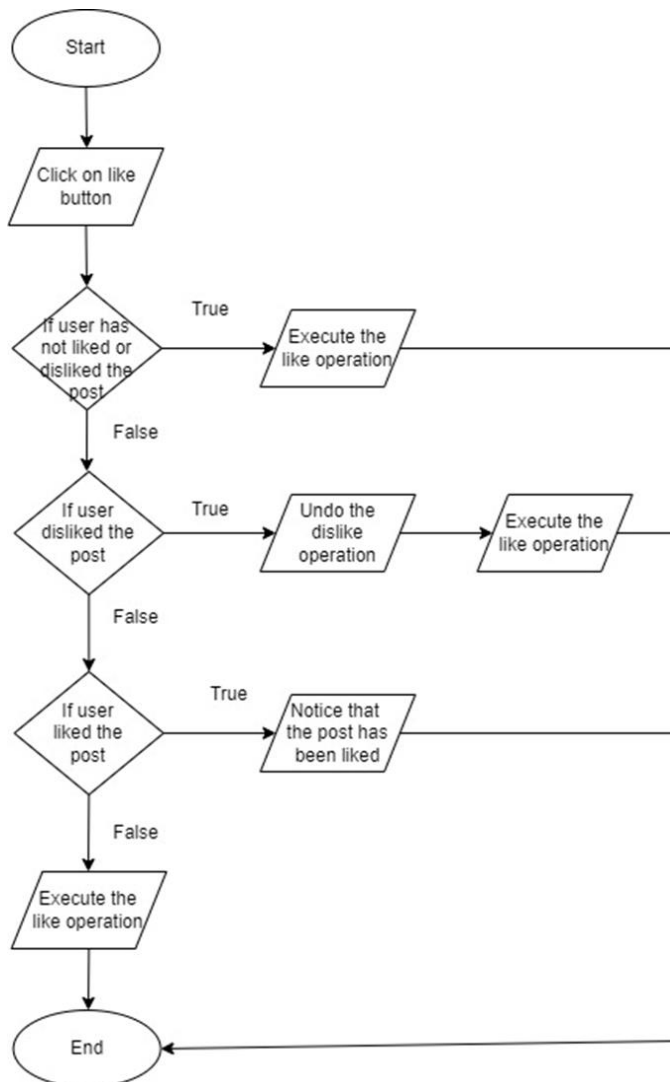 Start
Click on like
button
If user has
not liked or
disliked the
post
True
Execute the
like operation
False
If user
disliked the
post
True
Undo the
dislike
operation
Execute the
like operation
False
If user
liked the
post
True
Notice that
the post has
been liked
False
Execute the
like operation
End